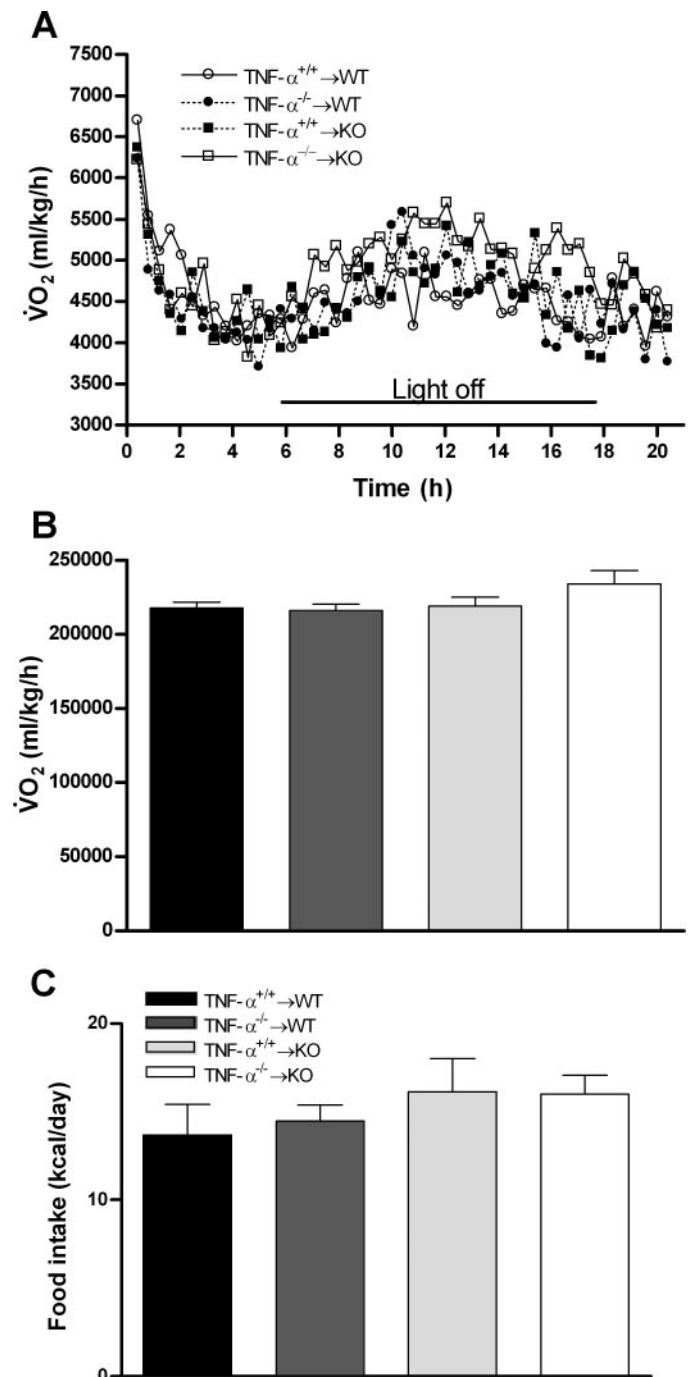 A
7500
7000
6500
6000
5500
5000
4500
4000
3500
3000
V̇O₂ (ml/kg/h)
TNF-α⁺/⁺→WT
TNF-α⁻/⁻→WT
TNF-α⁺/⁺→KO
TNF-α⁻/⁻→KO
Light off
0 2 4 6 8 10 12 14 16 18 20
Time (h)
B
250000
200000
150000
100000
50000
0
V̇O₂ (ml/kg/h)
C
TNF-α⁺/⁺→WT
TNF-α⁻/⁻→WT
TNF-α⁺/⁺→KO
TNF-α⁻/⁻→KO
20
10
0
Food intake (kcal/day)